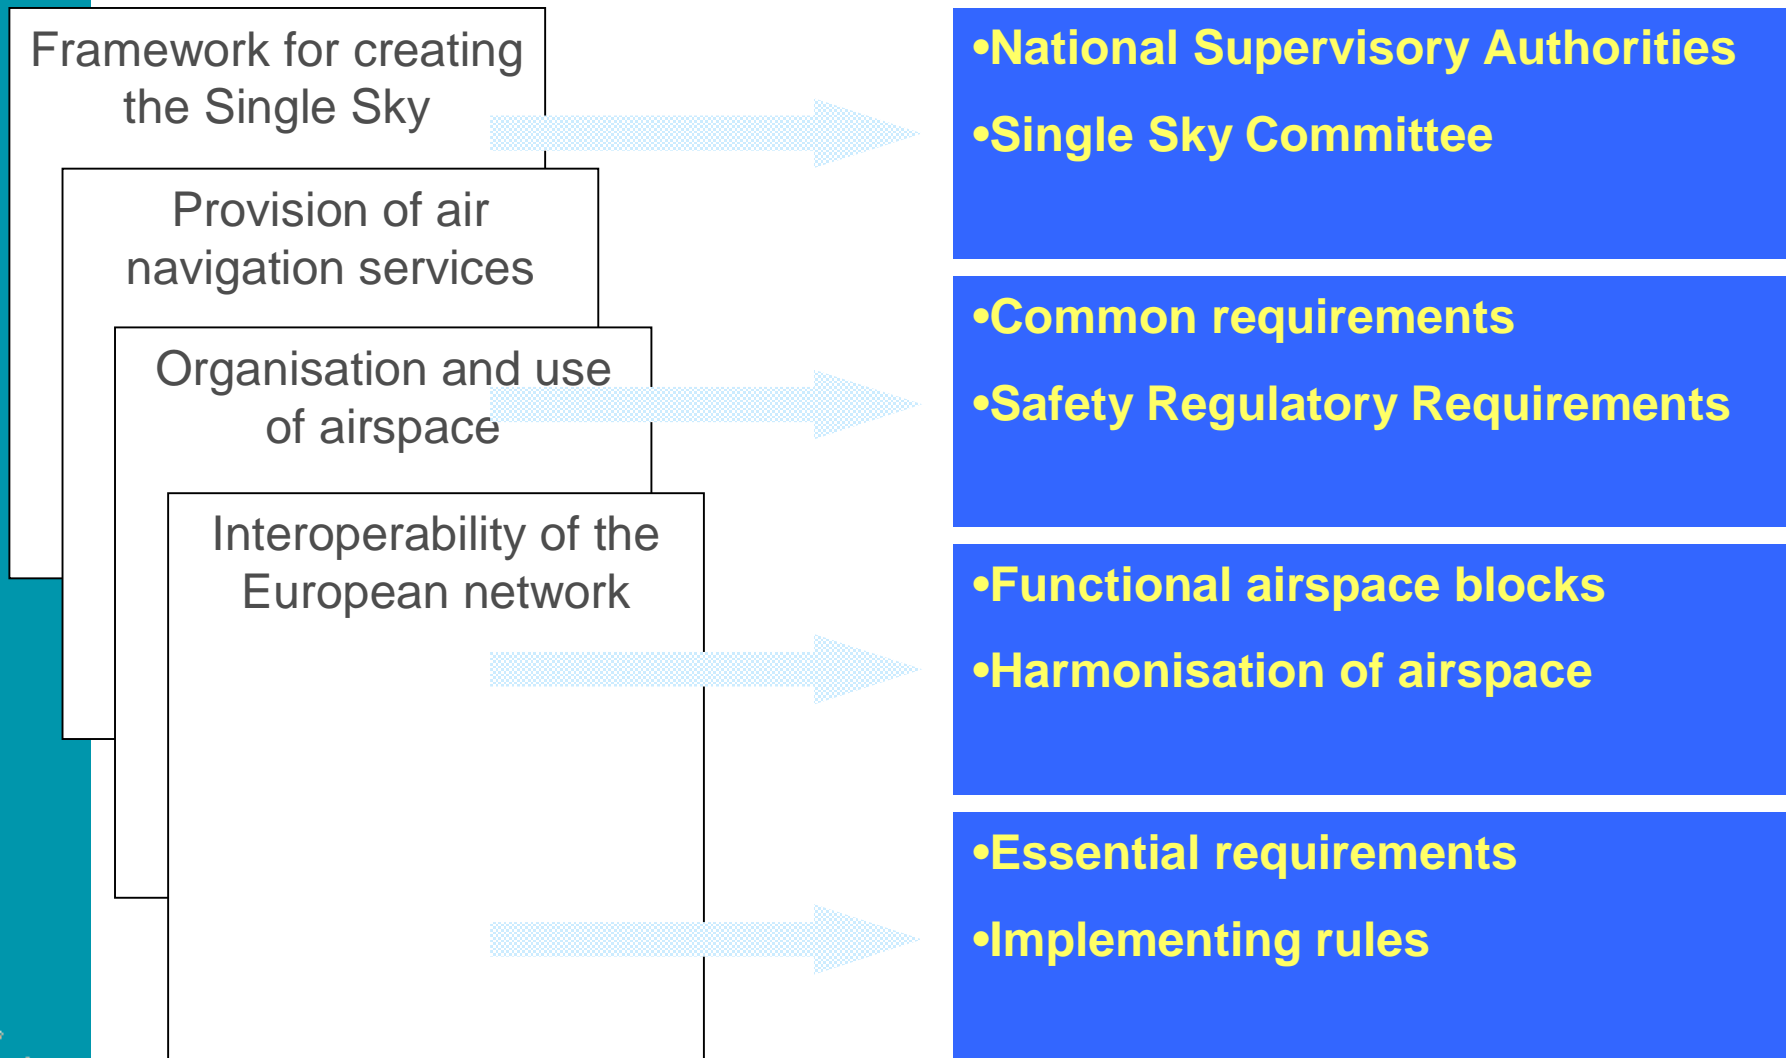 Framework for creating
the Single Sky
Provision of air
navigation services
Organisation and use
of airspace
Interoperability of the
European network
•National Supervisory Authorities
•Single Sky Committee
•Common requirements
•Safety Regulatory Requirements
•Functional airspace blocks
•Harmonisation of airspace
•Essential requirements
•Implementing rules